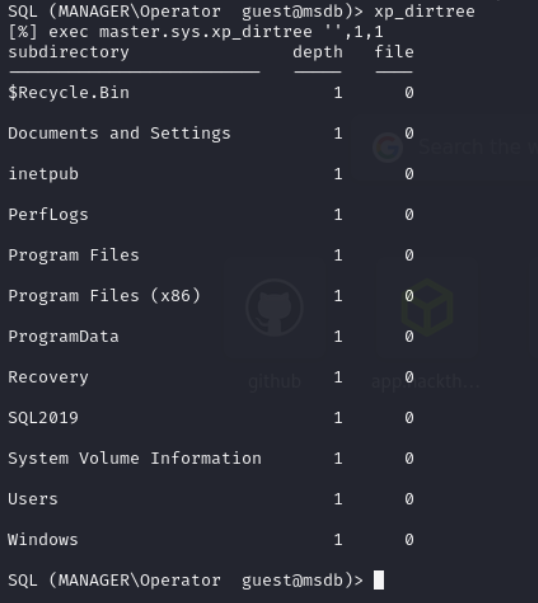 SQL (MANAGER\Operator  guest@msdb)> xp_dirtree
[%] exec master.sys.xp_dirtree '',1,1
subdirectory depth file
$Recycle.Bin 1 0
Documents and Settings 1 0
Search the w
inetpub 1 0
PerfLogs 1 0
Program Files 1 0
Program Files (x86) 1 0
ProgramData 1 0
Recovery 1 0
github app.hackth...
SQL2019 1 0
System Volume Information 1 0
Users 1 0
Windows 1 0
SQL (MANAGER\Operator  guest@msdb)>